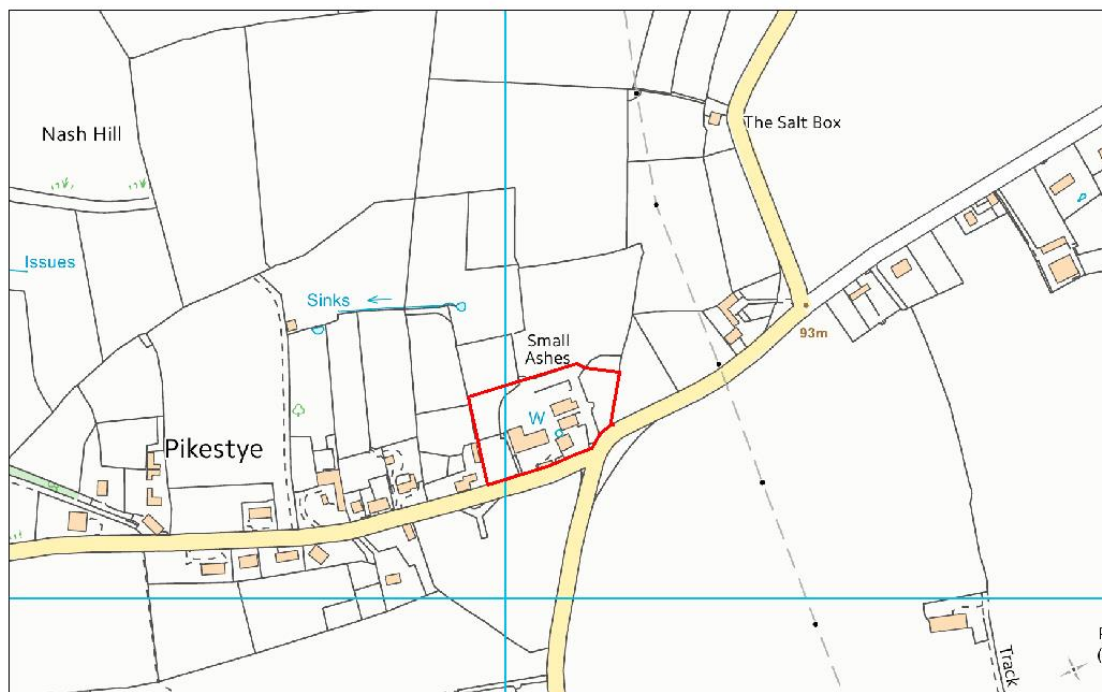 Nash Hill
The Salt Box
Issues
Sinks
93m
Small
Ashes
W
Pikestye
Track
(